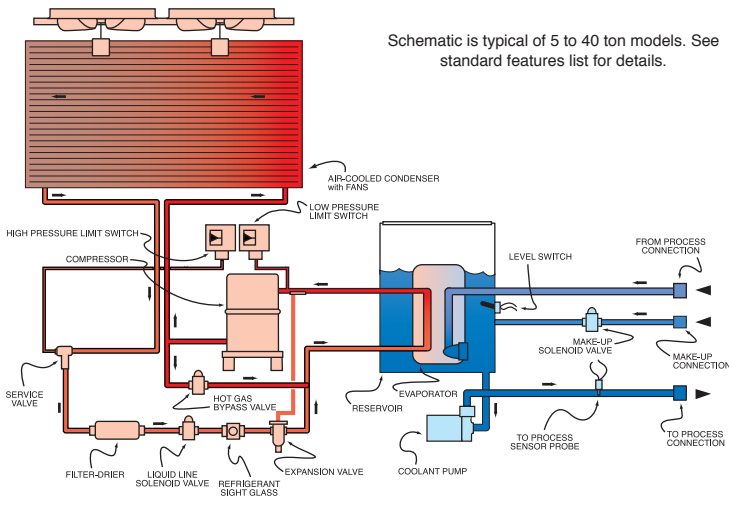 Schematic is typical of 5 to 40 ton models. See
standard features list for details.
AIR-COOLED CONDENSER
with FANS
LOW PRESSURE
LIMIT SWITCH
HIGH PRESSURE LIMIT SWITCH
COMPRESSOR
LEVEL SWITCH
FROM PROCESS
CONNECTION
MAKE-UP
SOLENOID VALVE
MAKE-UP
CONNECTION
SERVICE
VALVE
HOT GAS
BYPASS VALVE
EVAPORATOR
RESERVOIR
TO PROCESS
SENSOR PROBE
TO PROCESS
CONNECTION
FILTER-DRIER
LIQUID LINE
SOLENOID VALVE
REFRIGERANT
SIGHT GLASS
EXPANSION VALVE
COOLANT PUMP